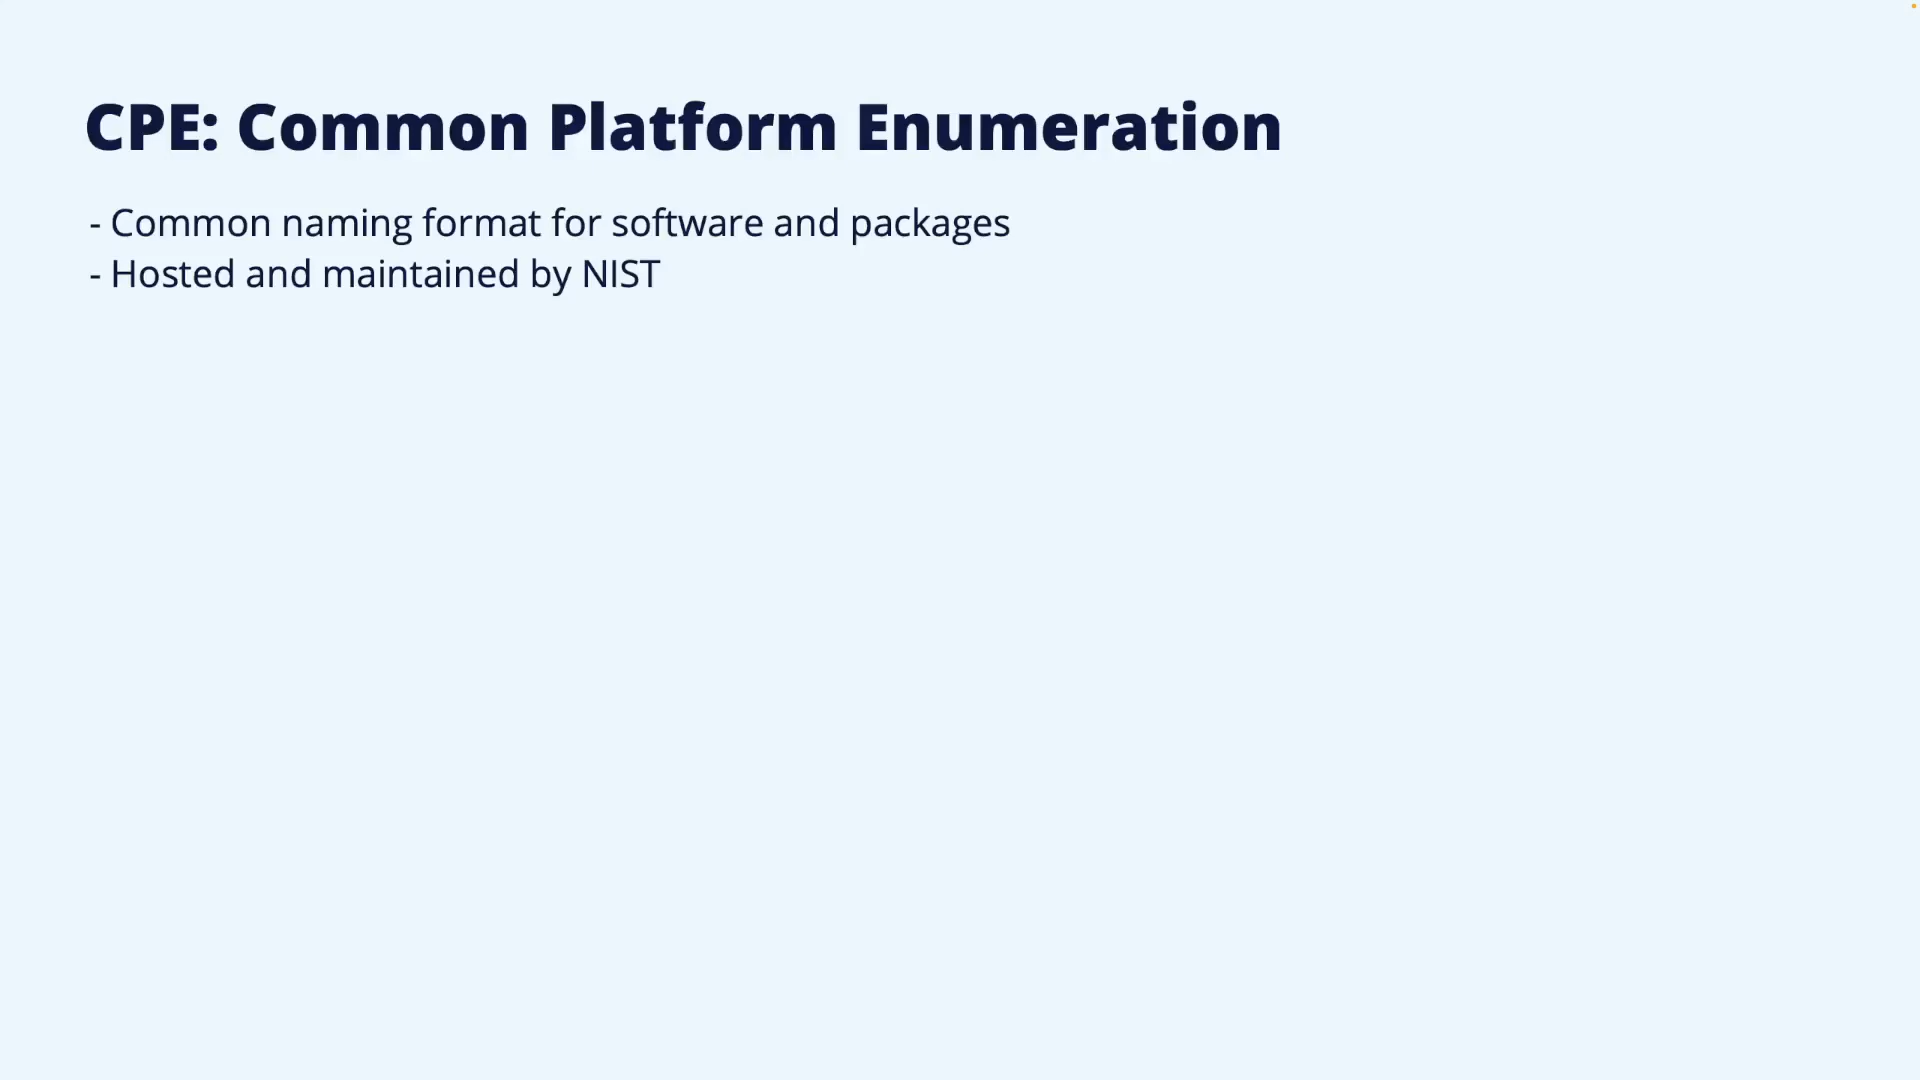 CPE: Common Platform Enumeration
- Common naming format for software and packages
- Hosted and maintained by NIST